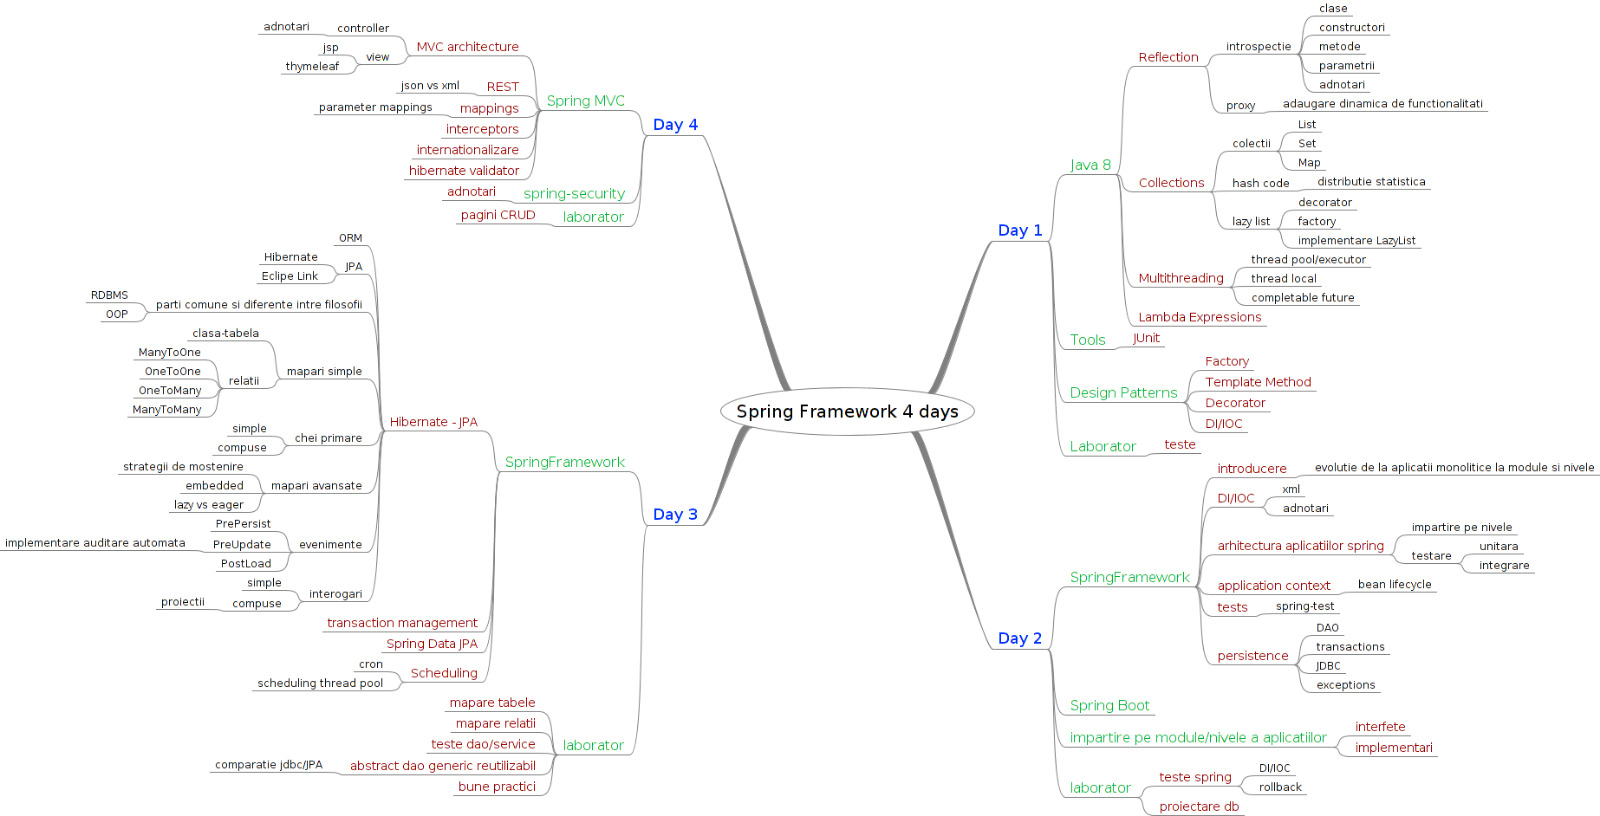 Spring Framework 4 days
Day 1
Java 8
Reflection
introspectie
clase
constructori
metode
parametrii
adnotari
proxy
adaugare dinamica de functionalitati
Collections
colectii
List
Set
Map
hash code
distributie statistica
lazy list
decorator
factory
implementare LazyList
Multithreading
thread pool/executor
thread local
completable future
Lambda Expressions
Tools
JUnit
Design Patterns
Factory
Template Method
Decorator
DI/IOC
Laborator
teste
Day 2
SpringFramework
introducere
evolutie de la aplicatii monolitice la module si nivele
DI/IOC
xml
adnotari
arhitectura aplicatiilor spring
impartire pe nivele
testare
unitara
integrare
application context
bean lifecycle
tests
spring-test
persistence
DAO
transactions
JDBC
exceptions
Spring Boot
impartire pe module/nivele a aplicatiilor
interfete
implementari
laborator
teste spring
DI/IOC
rollback
proiectare db
Day 3
SpringFramework
Hibernate - JPA
ORM
JPA
Hibernate
Eclipe Link
parti comune si diferente intre filosofii
RDBMS
OOP
mapari simple
clasa-tabela
relatii
ManyToOne
OneToOne
OneToMany
ManyToMany
chei primare
simple
compuse
mapari avansate
strategii de mostenire
embedded
lazy vs eager
evenimente
PrePersist
PreUpdate
implementare auditare automata
PostLoad
interogari
simple
compuse
proiectii
transaction management
Spring Data JPA
Scheduling
cron
scheduling thread pool
laborator
mapare tabele
mapare relatii
teste dao/service
abstract dao generic reutilizabil
comparatie jdbc/JPA
bune practici
Day 4
Spring MVC
MVC architecture
controller
adnotari
view
jsp
thymeleaf
REST
json vs xml
mappings
parameter mappings
interceptors
internationalizare
hibernate validator
spring-security
adnotari
laborator
pagini CRUD